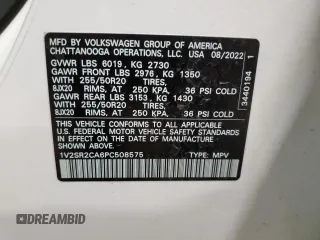 MFD BY VOLKSWAGEN GROUP OF AMERICA
CHATTANOOGA OPERATIONS, LLC. USA 08/2022
GVWR LBS 6019, KG 2730
GAWR FRONT LBS 2976, KG 1350
255/50R20 TIRES
8JX20 RIMS, AT 250 KPA, 36 PSI COLD
GAWR REAR LBS 3153, KG 1430
255/50R20 TIRES
8JX20 RIMS, AT 250 KPA, 36 PSI COLD
THIS VEHICLE CONFORMS TO ALL APPLICABLE
U.S. FEDERAL MOTOR VEHICLE SAFETY
STANDARDS IN EFFECT ON THE
DATE OF MANUFACTURE SHOWN ABOVE
1V2SR2CA6PC508575 TYPE: MPV
1
3440194
DREAMBID